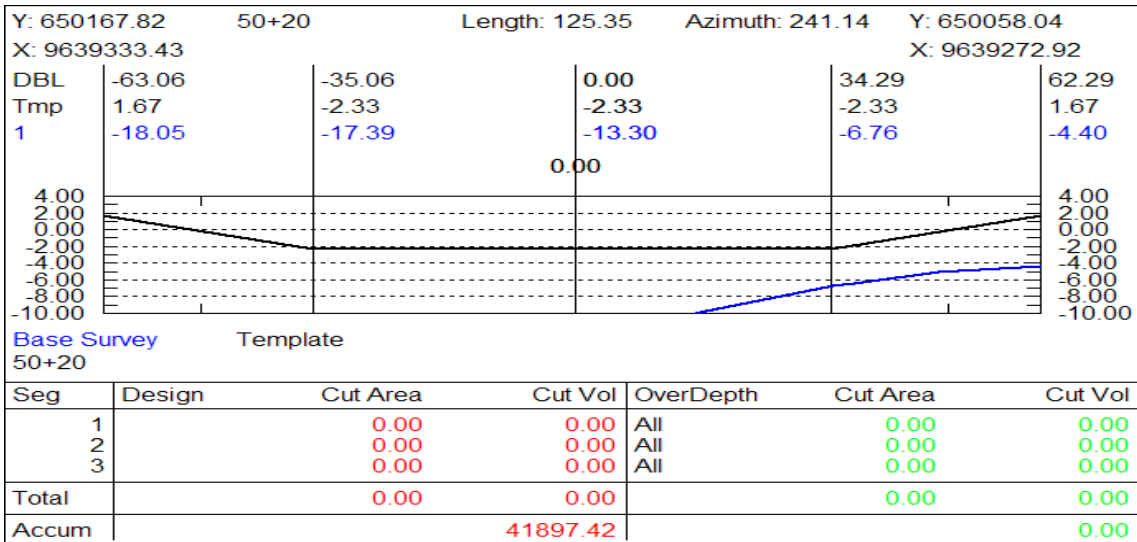 Y: 650167.82 50+20 Length: 125.35 Azimuth: 241.14 Y: 650058.04
X: 9639333.43 X: 9639272.92
DBL -63.06 -35.06 0.00 34.29 62.29
Tmp 1.67 -2.33 -2.33 -2.33 1.67
1 -18.05 -17.39 -13.30 -6.76 -4.40
0.00
4.00 4.00
2.00 2.00
0.00 0.00
-2.00 -2.00
-4.00 -4.00
-6.00 -6.00
-8.00 -8.00
-10.00 -10.00
Base Survey Template
50+20
Seg Design Cut Area Cut Vol OverDepth Cut Area Cut Vol
1 0.00 0.00 All 0.00 0.00
2 0.00 0.00 All 0.00 0.00
3 0.00 0.00 All 0.00 0.00
Total 0.00 0.00 0.00 0.00
Accum 41897.42 0.00